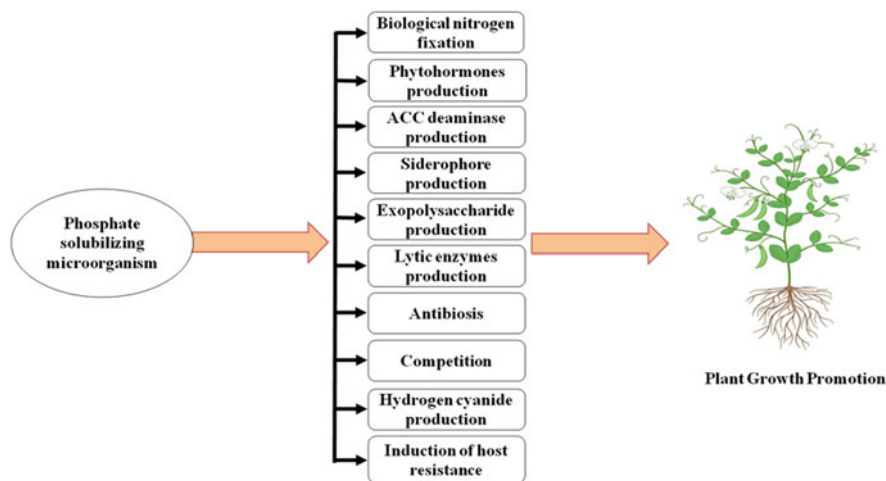 Biological nitrogen
fixation
Phytohormones
production
ACC deaminase
production
Siderophore
production
Phosphate
solubilizing
microorganism
Exopolysaccharide
production
Lytic enzymes
production
Antibiosis
Competition
Hydrogen cyanide
production
Induction of host
resistance
Plant Growth Promotion